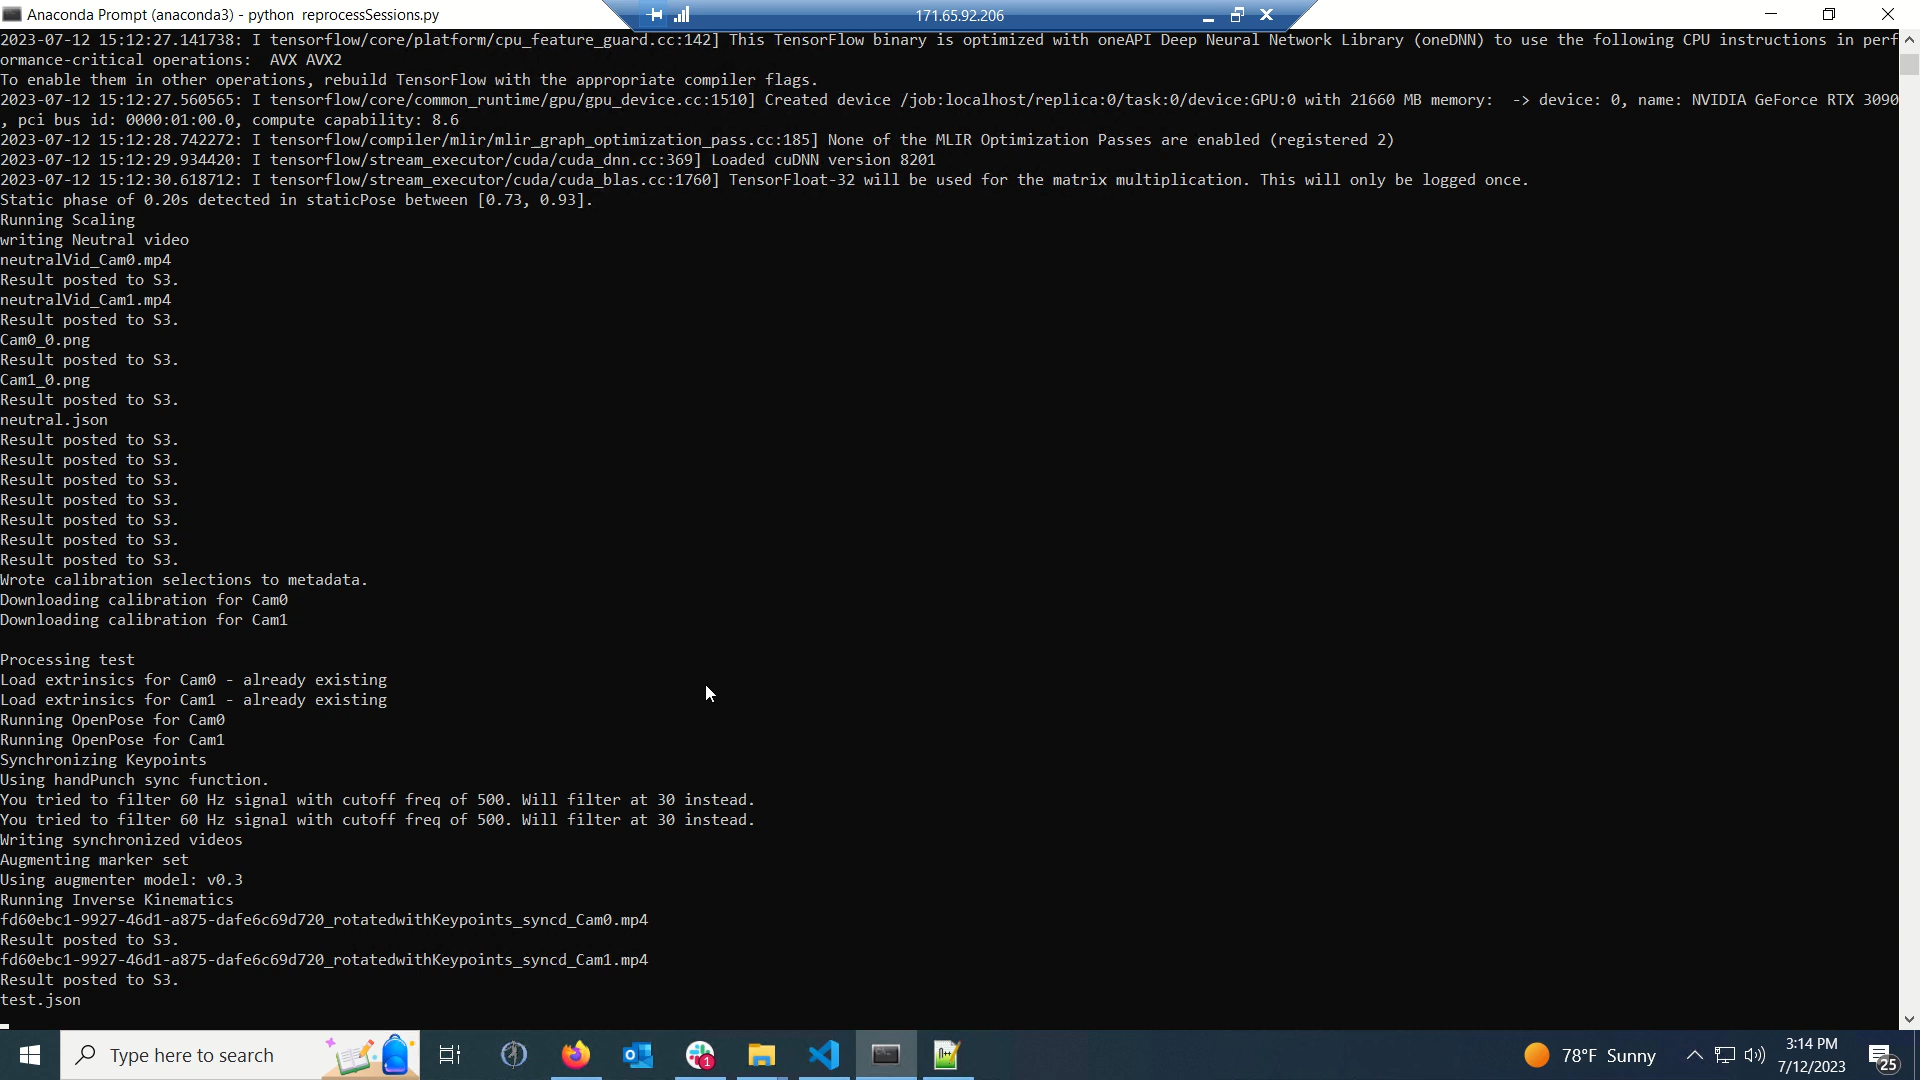 Anaconda Prompt (anaconda3) - python  reprocessSessions.py
171.65.92.206
2023-07-12 15:12:27.141738: I tensorflow/core/platform/cpu_feature_guard.cc:142] This TensorFlow binary is optimized with oneAPI Deep Neural Network Library (oneDNN) to use the following CPU instructions in perf
ormance-critical operations:  AVX AVX2
To enable them in other operations, rebuild TensorFlow with the appropriate compiler flags.
2023-07-12 15:12:27.560565: I tensorflow/core/common_runtime/gpu/gpu_device.cc:1510] Created device /job:localhost/replica:0/task:0/device:GPU:0 with 21660 MB memory:  -> device: 0, name: NVIDIA GeForce RTX 3090
, pci bus id: 0000:01:00.0, compute capability: 8.6
2023-07-12 15:12:28.742272: I tensorflow/compiler/mlir/mlir_graph_optimization_pass.cc:185] None of the MLIR Optimization Passes are enabled (registered 2)
2023-07-12 15:12:29.934420: I tensorflow/stream_executor/cuda/cuda_dnn.cc:369] Loaded cuDNN version 8201
2023-07-12 15:12:30.618712: I tensorflow/stream_executor/cuda/cuda_blas.cc:1760] TensorFloat-32 will be used for the matrix multiplication. This will only be logged once.
Static phase of 0.20s detected in staticPose between [0.73, 0.93].
Running Scaling
writing Neutral video
neutralVid_Cam0.mp4
Result posted to S3.
neutralVid_Cam1.mp4
Result posted to S3.
Cam0_0.png
Result posted to S3.
Cam1_0.png
Result posted to S3.
neutral.json
Result posted to S3.
Result posted to S3.
Result posted to S3.
Result posted to S3.
Result posted to S3.
Result posted to S3.
Result posted to S3.
Wrote calibration selections to metadata.
Downloading calibration for Cam0
Downloading calibration for Cam1
Processing test
Load extrinsics for Cam0 - already existing
Load extrinsics for Cam1 - already existing
Running OpenPose for Cam0
Running OpenPose for Cam1
Synchronizing Keypoints
Using handPunch sync function.
You tried to filter 60 Hz signal with cutoff freq of 500. Will filter at 30 instead.
You tried to filter 60 Hz signal with cutoff freq of 500. Will filter at 30 instead.
Writing synchronized videos
Augmenting marker set
Using augmenter model: v0.3
Running Inverse Kinematics
fd60ebc1-9927-46d1-a875-dafe6c69d720_rotatedwithKeypoints_syncd_Cam0.mp4
Result posted to S3.
fd60ebc1-9927-46d1-a875-dafe6c69d720_rotatedwithKeypoints_syncd_Cam1.mp4
Result posted to S3.
test.json
Type here to search
1
78°F Sunny
3:14 PM
7/12/2023
25